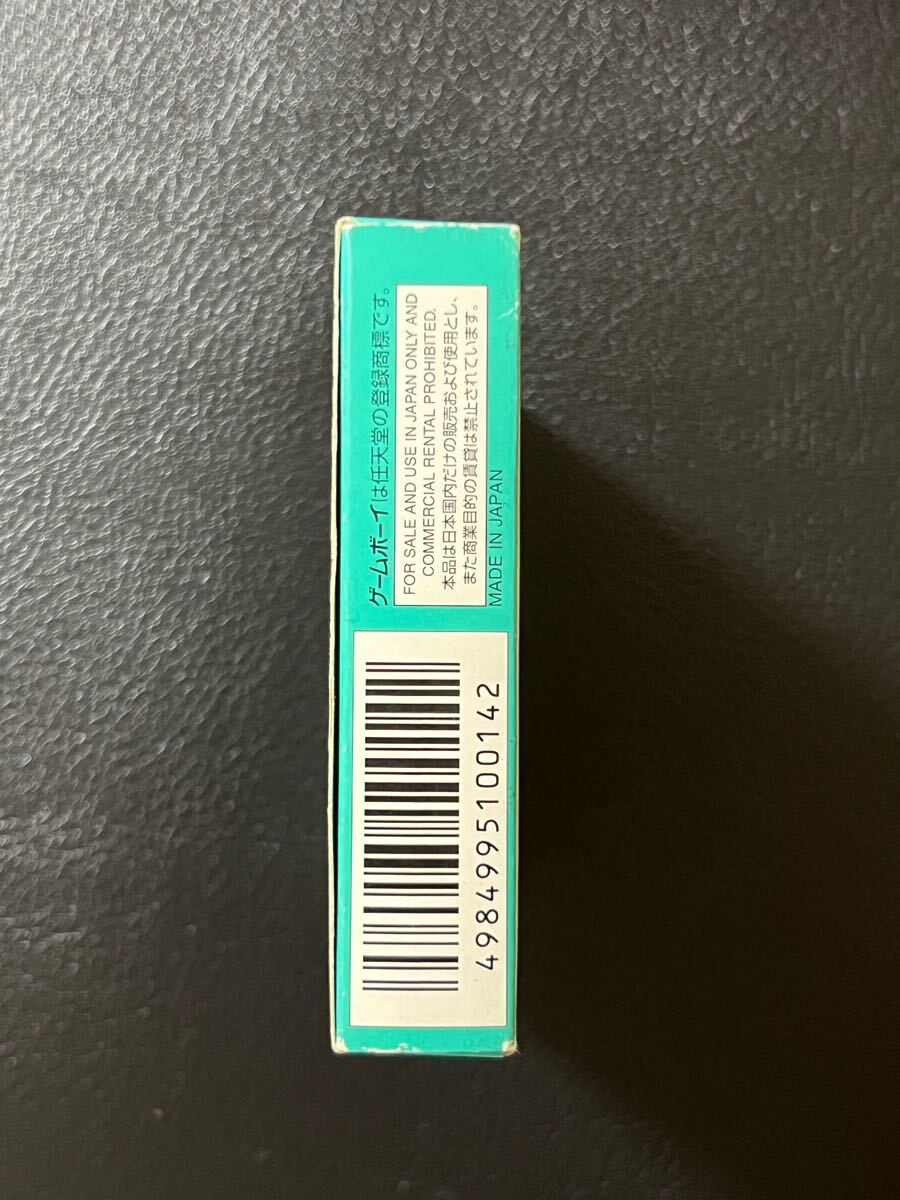 ゲームボーイは任天堂の登録商標です。
FOR SALE AND USE IN JAPAN ONLY AND
COMMERCIAL RENTAL PROHIBITED.
本品は日本国内だけの販売および使用とし、
また商業目的の賃貸は禁止されています。
MADE IN JAPAN
4984995100142